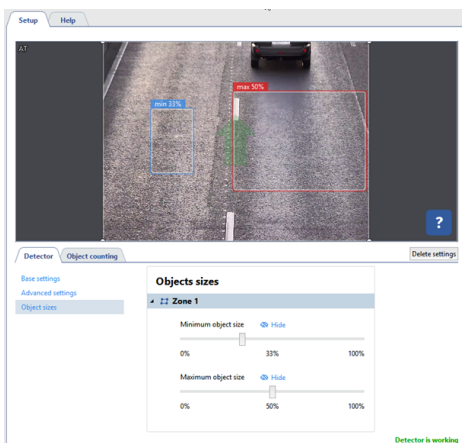 Setup Help
AT
max 50%
min 33%
?
Detector Object counting Delete settings
Base settings
Advanced settings
Object sizes
Objects sizes
Zone 1
Minimum object size Hide
0% 33% 100%
Maximum object size Hide
0% 50% 100%
Detector is working